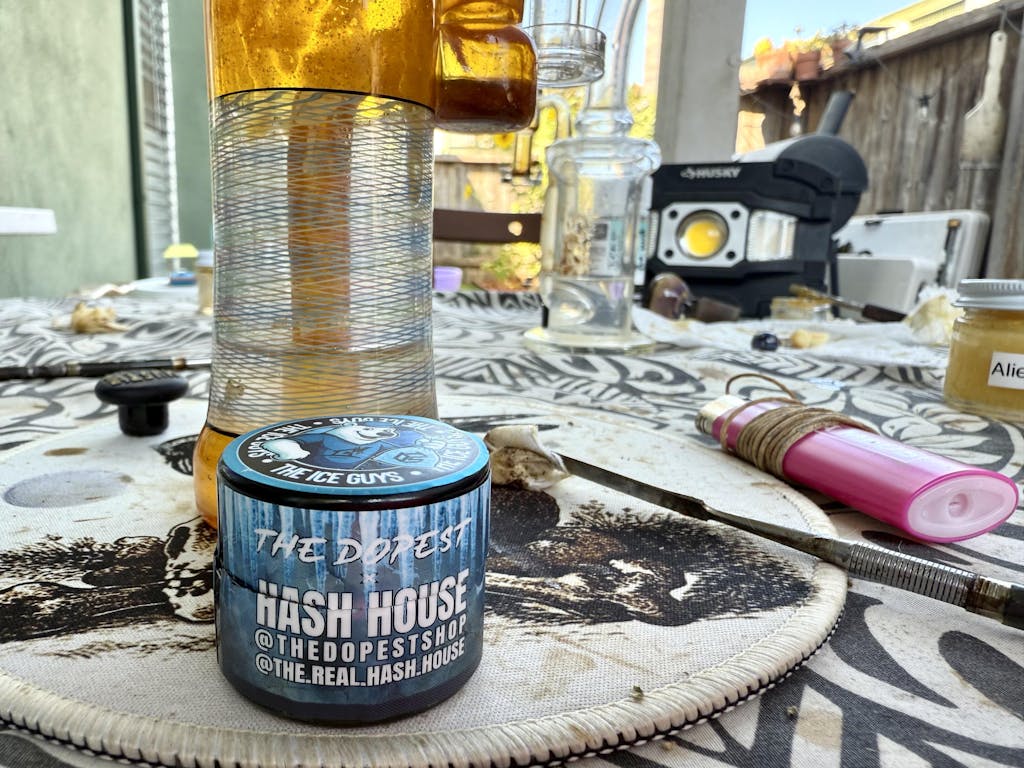 HUSKY
Alie
THE ICE GUYS
THE DOPEST
x
HASH HOUSE
@THEDOPESTSHOP
@THE.REAL.HASH.HOUSE